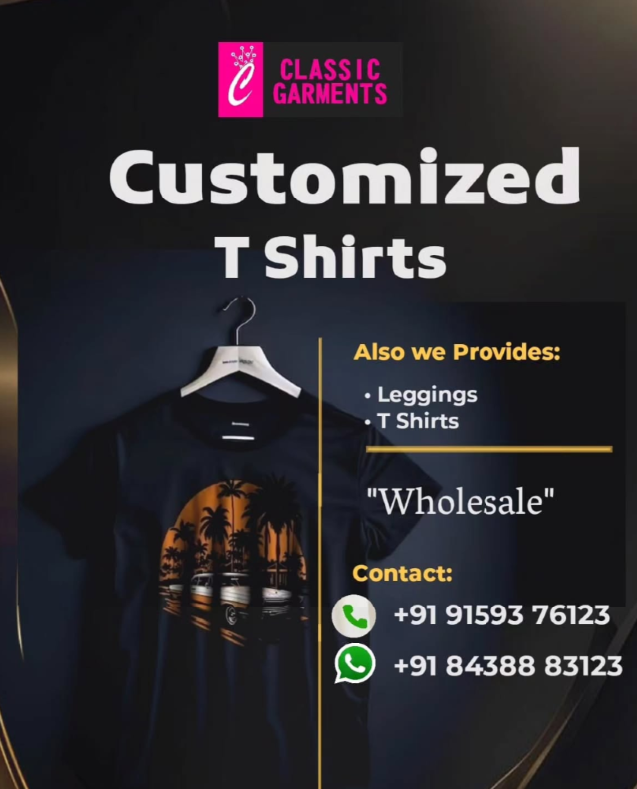 CLASSIC
GARMENTS
Customized
T Shirts
Also we Provides:
• Leggings
• T Shirts
"Wholesale"
Contact:
+91 91593 76123
+91 84388 83123